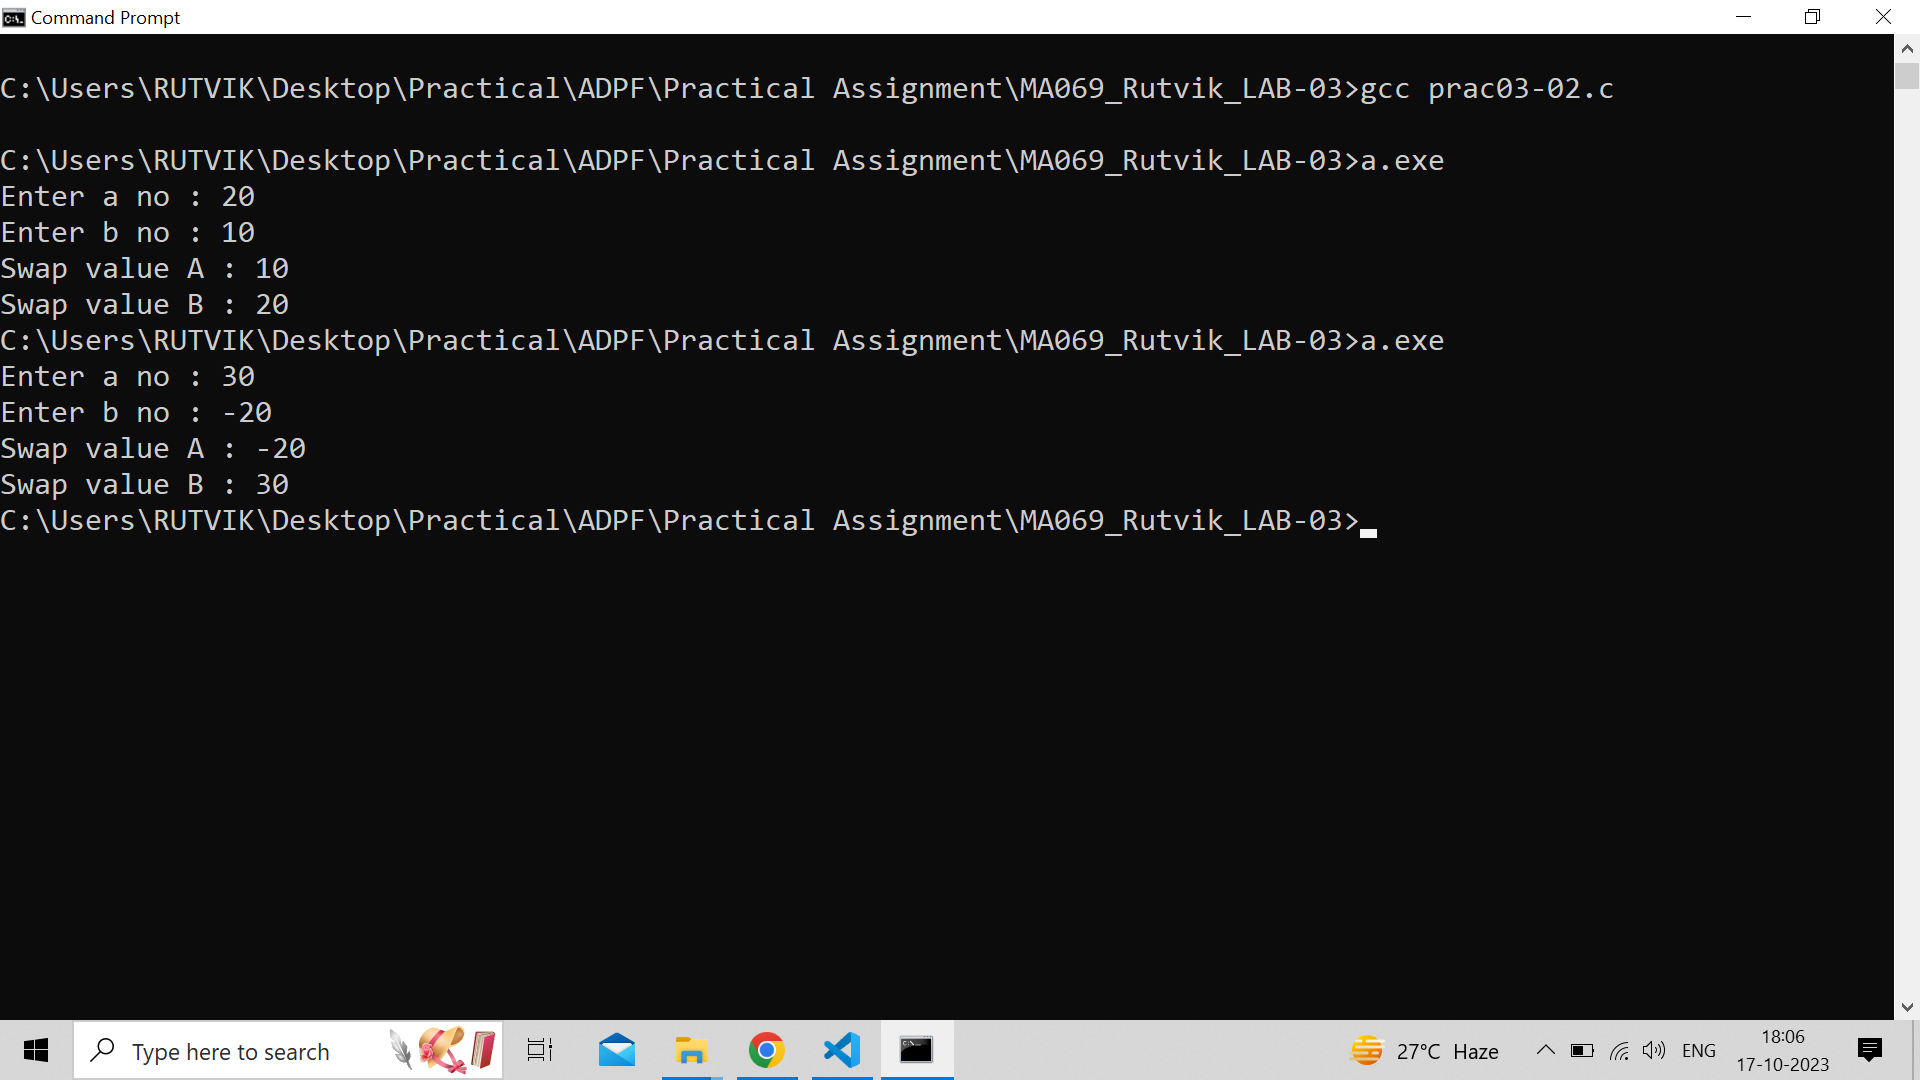 Command Prompt
C:\Users\RUTVIK\Desktop\Practical\ADPF\Practical Assignment\MA069_Rutvik_LAB-03>gcc prac03-02.c
C:\Users\RUTVIK\Desktop\Practical\ADPF\Practical Assignment\MA069_Rutvik_LAB-03>a.exe
Enter a no : 20
Enter b no : 10
Swap value A : 10
Swap value B : 20
C:\Users\RUTVIK\Desktop\Practical\ADPF\Practical Assignment\MA069_Rutvik_LAB-03>a.exe
Enter a no : 30
Enter b no : -20
Swap value A : -20
Swap value B : 30
C:\Users\RUTVIK\Desktop\Practical\ADPF\Practical Assignment\MA069_Rutvik_LAB-03>
Type here to search
27°C Haze
ENG
18:06
17-10-2023